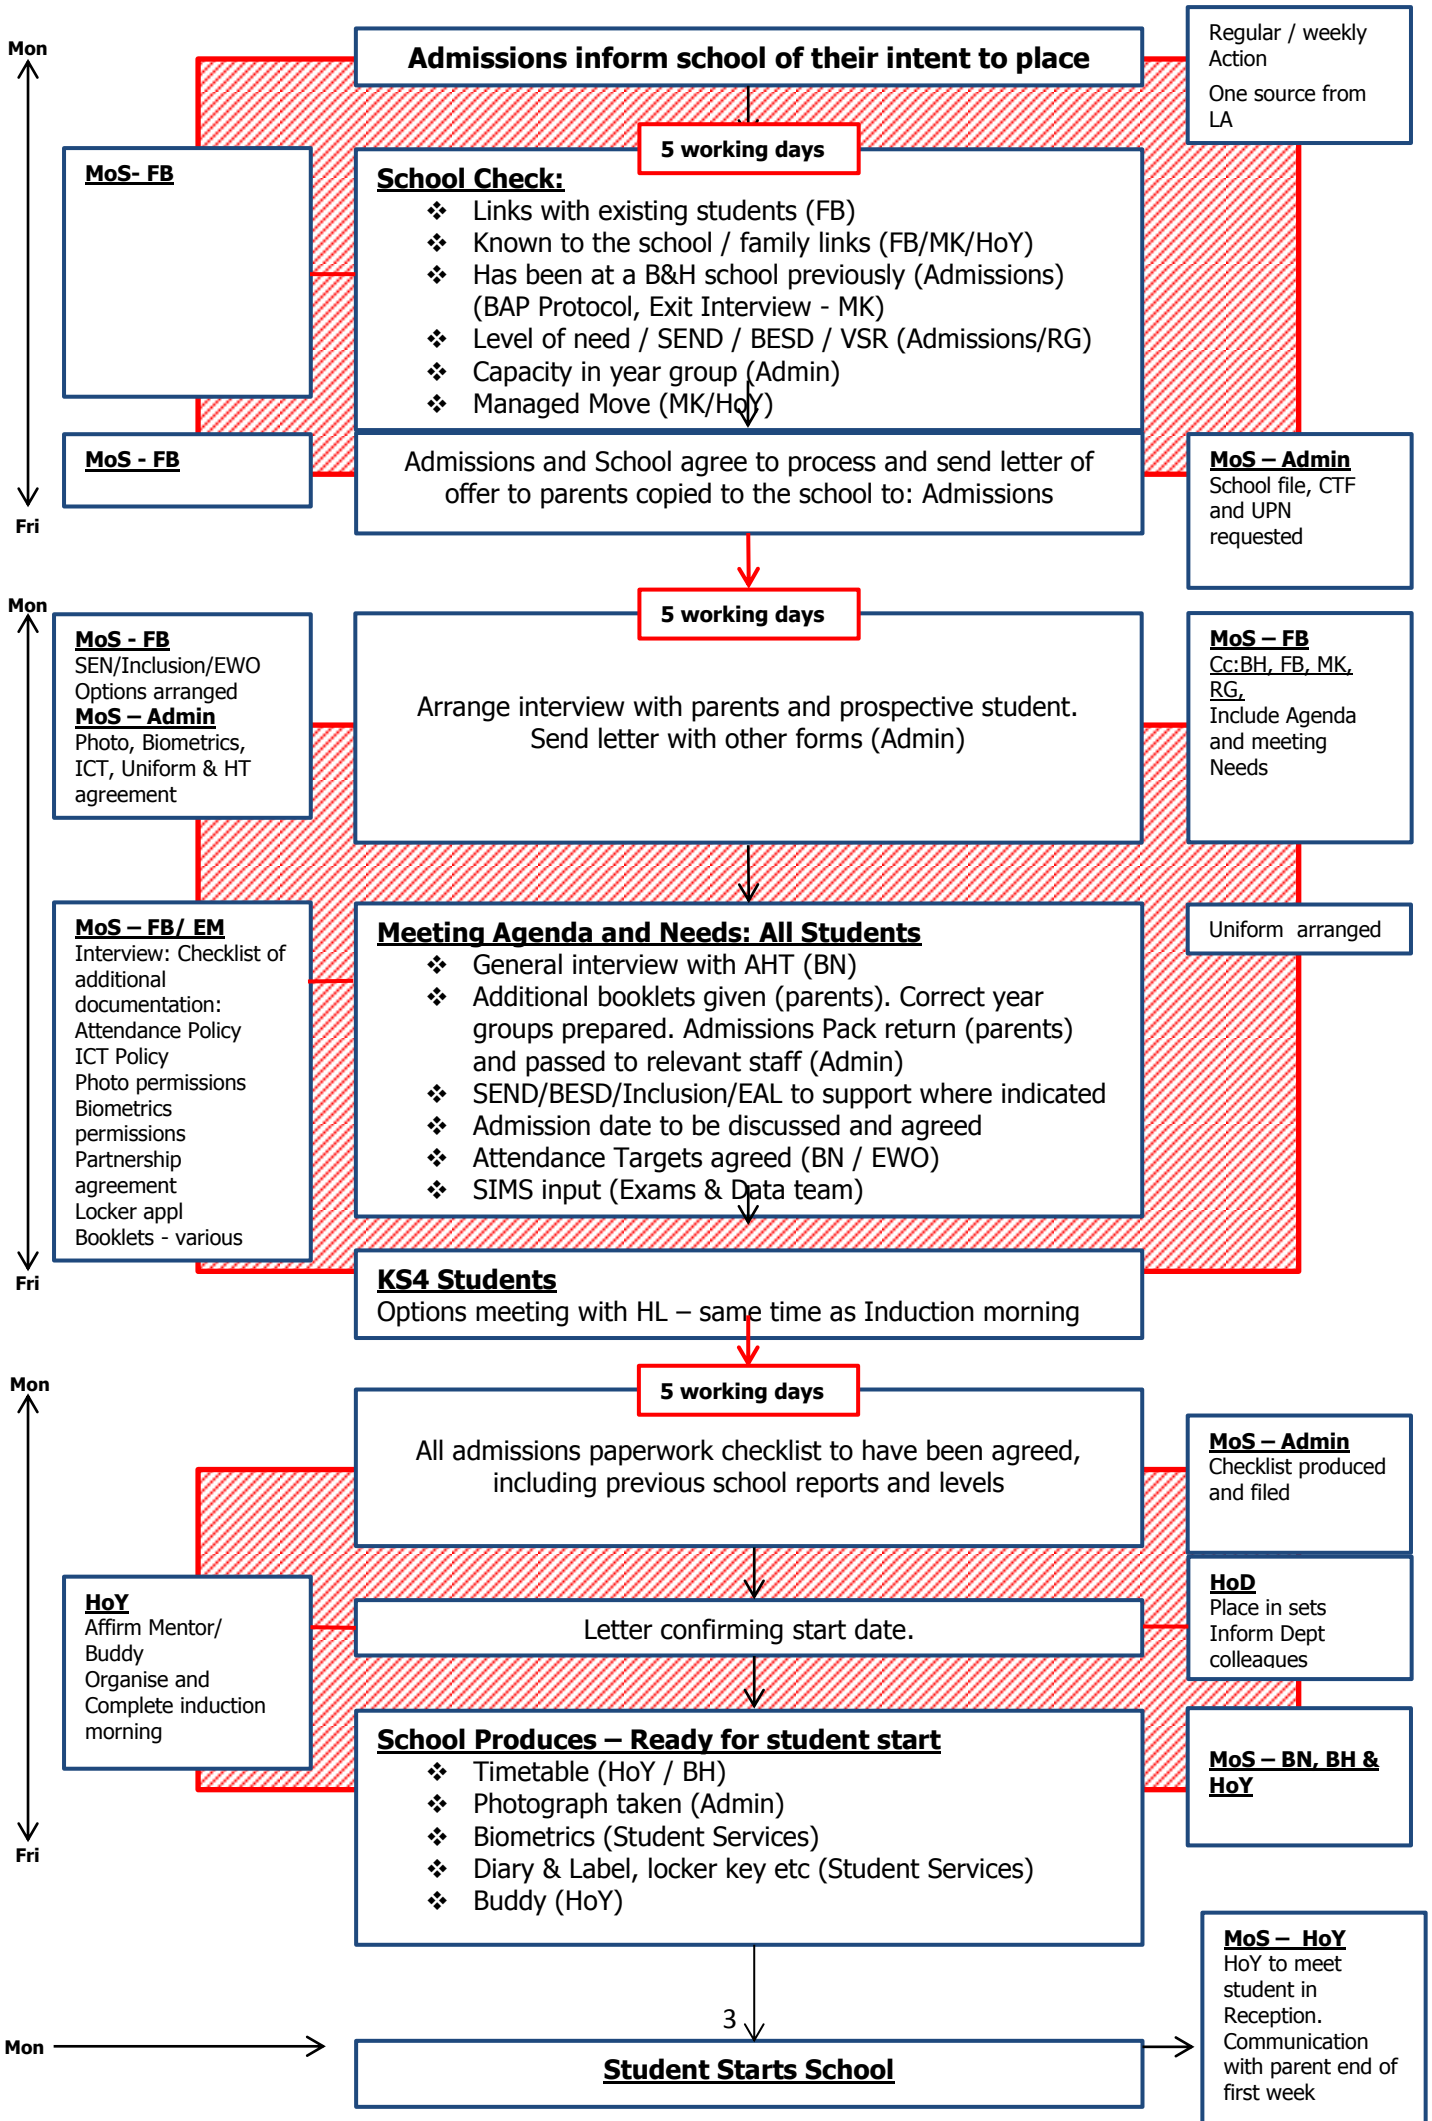 Mon
Admissions inform school of their intent to place
Regular / weekly
Action
One source from
LA
5 working days
MoS- FB
School Check:
❖ Links with existing students (FB)
❖ Known to the school / family links (FB/MK/HoY)
❖ Has been at a B&H school previously (Admissions)
(BAP Protocol, Exit Interview - MK)
❖ Level of need / SEND / BESD / VSR (Admissions/RG)
❖ Capacity in year group (Admin)
❖ Managed Move (MK/HoY)
MoS - FB
Admissions and School agree to process and send letter of
offer to parents copied to the school to: Admissions
MoS – Admin
School file, CTF
and UPN
requested
Fri
Mon
5 working days
MoS - FB
SEN/Inclusion/EWO
Options arranged
MoS – Admin
Photo, Biometrics,
ICT, Uniform & HT
agreement
Arrange interview with parents and prospective student.
Send letter with other forms (Admin)
MoS – FB
Cc:BH, FB, MK,
RG,
Include Agenda
and meeting
Needs
MoS – FB/ EM
Interview: Checklist of
additional
documentation:
Attendance Policy
ICT Policy
Photo permissions
Biometrics
permissions
Partnership
agreement
Locker appl
Booklets - various
Meeting Agenda and Needs: All Students
❖ General interview with AHT (BN)
❖ Additional booklets given (parents). Correct year
groups prepared. Admissions Pack return (parents)
and passed to relevant staff (Admin)
❖ SEND/BESD/Inclusion/EAL to support where indicated
❖ Admission date to be discussed and agreed
❖ Attendance Targets agreed (BN / EWO)
❖ SIMS input (Exams & Data team)
Uniform arranged
Fri
KS4 Students
Options meeting with HL – same time as Induction morning
Mon
5 working days
All admissions paperwork checklist to have been agreed,
including previous school reports and levels
MoS – Admin
Checklist produced
and filed
HoY
Affirm Mentor/
Buddy
Organise and
Complete induction
morning
Letter confirming start date.
HoD
Place in sets
Inform Dept
colleagues
School Produces – Ready for student start
❖ Timetable (HoY / BH)
❖ Photograph taken (Admin)
❖ Biometrics (Student Services)
❖ Diary & Label, locker key etc (Student Services)
❖ Buddy (HoY)
MoS – BN, BH &
HoY
Fri
3
Mon
Student Starts School
MoS – HoY
HoY to meet
student in
Reception.
Communication
with parent end of
first week